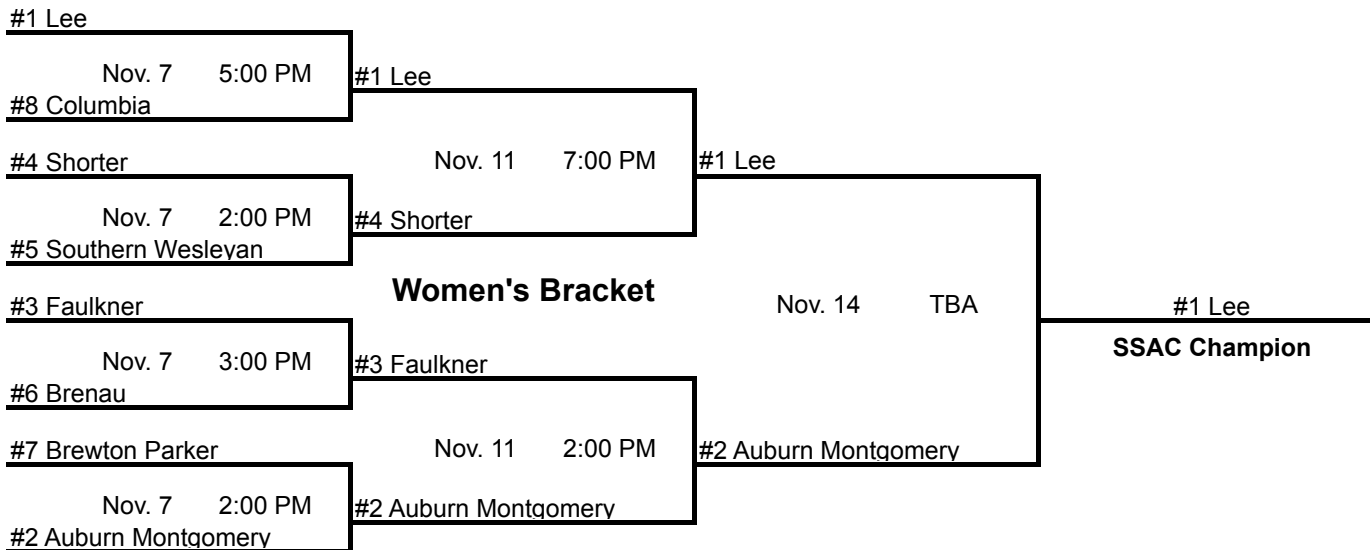 #1 Lee
Nov. 7 5:00 PM
#1 Lee
#8 Columbia
#4 Shorter
Nov. 11 7:00 PM
#1 Lee
Nov. 7 2:00 PM
#4 Shorter
#5 Southern Wesleyan
Women's Bracket
#3 Faulkner
Nov. 14 TBA
#1 Lee
SSAC Champion
Nov. 7 3:00 PM
#3 Faulkner
#6 Brenau
#7 Brewton Parker
Nov. 11 2:00 PM
#2 Auburn Montgomery
Nov. 7 2:00 PM
#2 Auburn Montgomery
#2 Auburn Montgomery